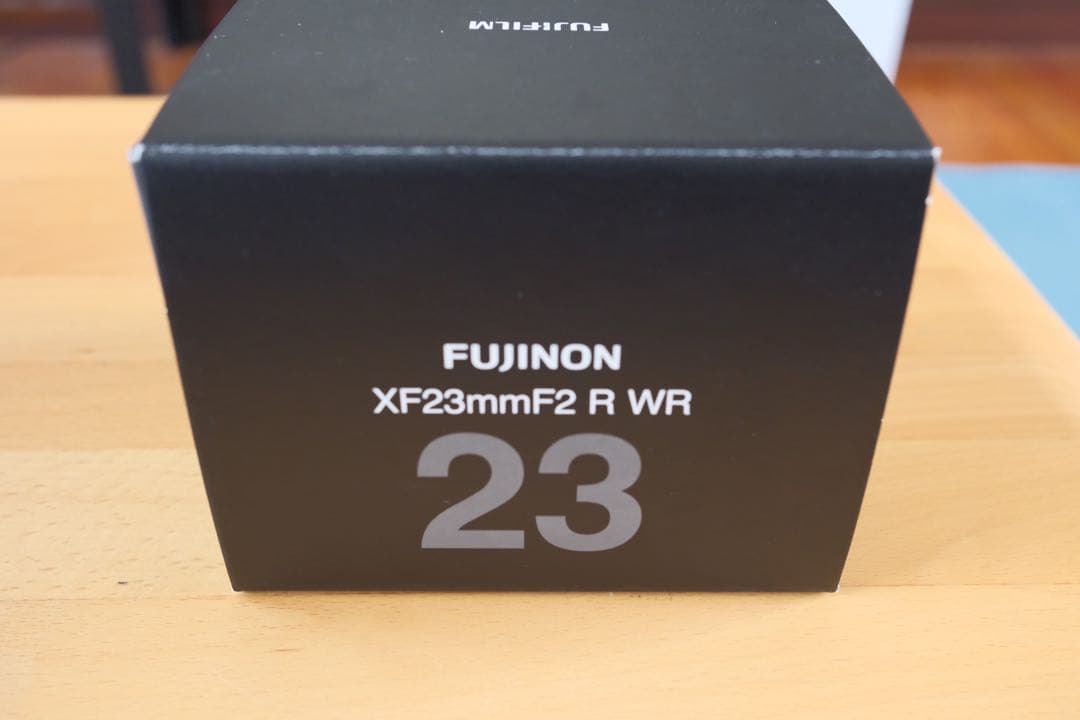 FUJIFILM
FUJINON
XF23mmF2 R WR
23